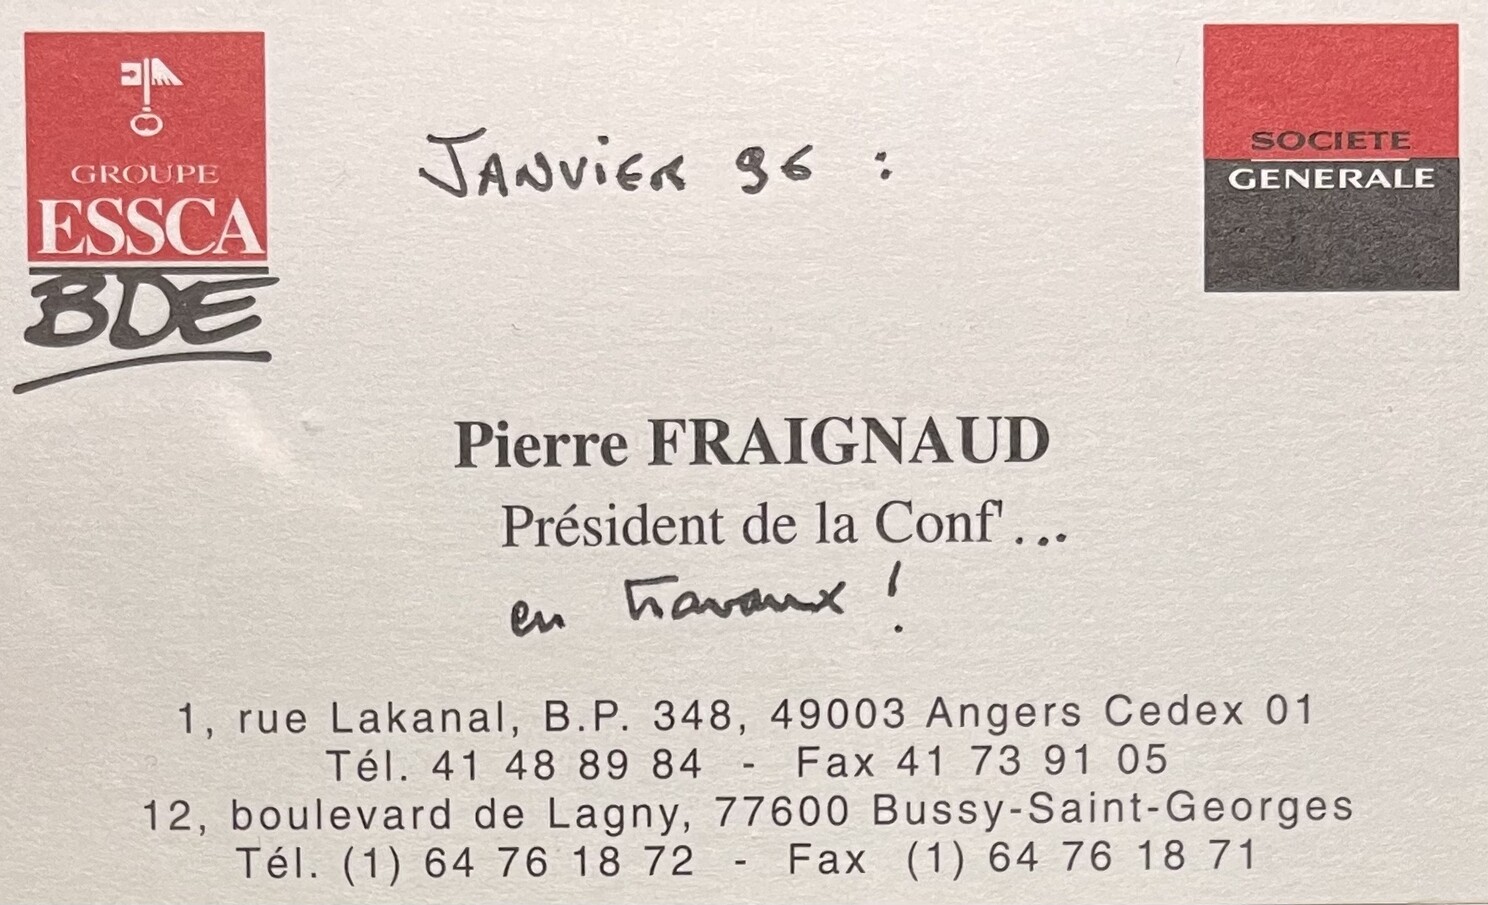 GROUPE
ESSCA
BDE
JANVIER 96 :
SOCIETE
GENERALE
Pierre FRAIGNAUD
Président de la Conf'...
en travaux !
1, rue Lakanal, B.P. 348, 49003 Angers Cedex 01
Tél. 41 48 89 84 - Fax 41 73 91 05
12, boulevard de Lagny, 77600 Bussy-Saint-Georges
Tél. (1) 64 76 18 72 - Fax (1) 64 76 18 71